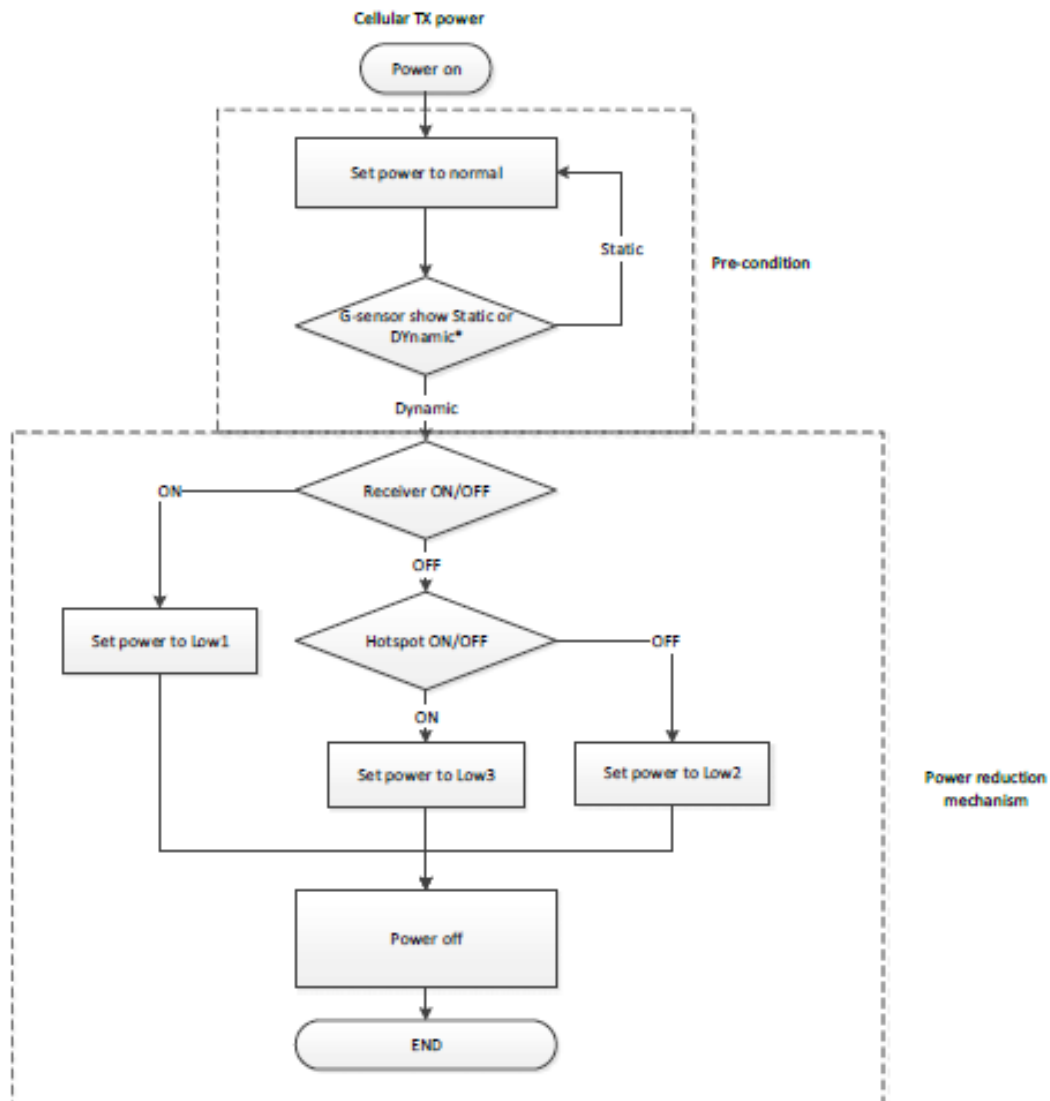 Cellular TX power
Power on
Set power to normal
Static
Pre-condition
G-sensor show Static or
DYnamic*
Dynamic
Receiver ON/OFF
ON
OFF
Set power to Low1
Hotspot ON/OFF
OFF
ON
Set power to Low3
Set power to Low2
Power reduction
mechanism
Power off
END